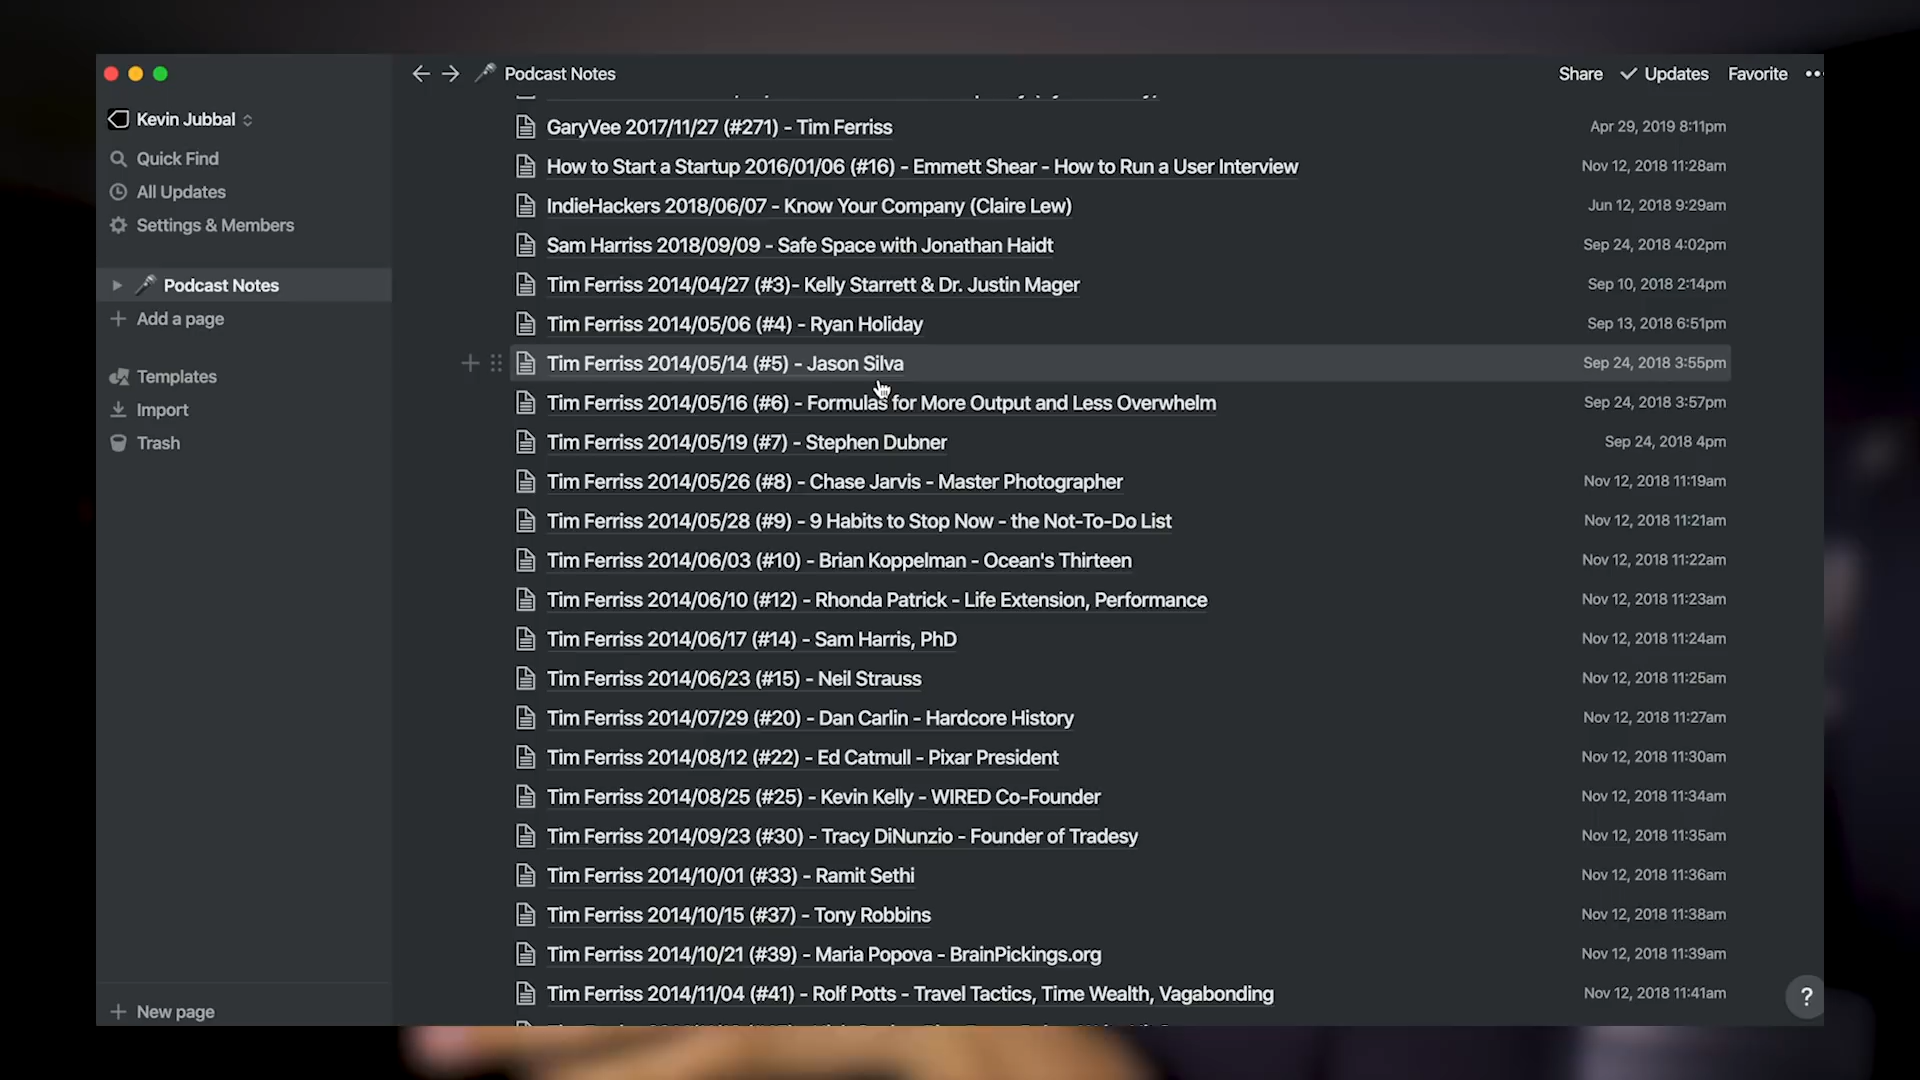 Podcast Notes
Share
Updates
Favorite
Kevin Jubbal
Quick Find
All Updates
Settings & Members
Podcast Notes
Add a page
Templates
Import
Trash
New page
GaryVee 2017/11/27 (#271) - Tim Ferriss Apr 29, 2019 8:11pm
How to Start a Startup 2016/01/06 (#16) - Emmett Shear - How to Run a User Interview Nov 12, 2018 11:28am
IndieHackers 2018/06/07 - Know Your Company (Claire Lew) Jun 12, 2018 9:29am
Sam Harriss 2018/09/09 - Safe Space with Jonathan Haidt Sep 24, 2018 4:02pm
Tim Ferriss 2014/04/27 (#3)- Kelly Starrett & Dr. Justin Mager Sep 10, 2018 2:14pm
Tim Ferriss 2014/05/06 (#4) - Ryan Holiday Sep 13, 2018 6:51pm
Tim Ferriss 2014/05/14 (#5) - Jason Silva Sep 24, 2018 3:55pm
Tim Ferriss 2014/05/16 (#6) - Formulas for More Output and Less Overwhelm Sep 24, 2018 3:57pm
Tim Ferriss 2014/05/19 (#7) - Stephen Dubner Sep 24, 2018 4pm
Tim Ferriss 2014/05/26 (#8) - Chase Jarvis - Master Photographer Nov 12, 2018 11:19am
Tim Ferriss 2014/05/28 (#9) - 9 Habits to Stop Now - the Not-To-Do List Nov 12, 2018 11:21am
Tim Ferriss 2014/06/03 (#10) - Brian Koppelman - Ocean's Thirteen Nov 12, 2018 11:22am
Tim Ferriss 2014/06/10 (#12) - Rhonda Patrick - Life Extension, Performance Nov 12, 2018 11:23am
Tim Ferriss 2014/06/17 (#14) - Sam Harris, PhD Nov 12, 2018 11:24am
Tim Ferriss 2014/06/23 (#15) - Neil Strauss Nov 12, 2018 11:25am
Tim Ferriss 2014/07/29 (#20) - Dan Carlin - Hardcore History Nov 12, 2018 11:27am
Tim Ferriss 2014/08/12 (#22) - Ed Catmull - Pixar President Nov 12, 2018 11:30am
Tim Ferriss 2014/08/25 (#25) - Kevin Kelly - WIRED Co-Founder Nov 12, 2018 11:34am
Tim Ferriss 2014/09/23 (#30) - Tracy DiNunzio - Founder of Tradesy Nov 12, 2018 11:35am
Tim Ferriss 2014/10/01 (#33) - Ramit Sethi Nov 12, 2018 11:36am
Tim Ferriss 2014/10/15 (#37) - Tony Robbins Nov 12, 2018 11:38am
Tim Ferriss 2014/10/21 (#39) - Maria Popova - BrainPickings.org Nov 12, 2018 11:39am
Tim Ferriss 2014/11/04 (#41) - Rolf Potts - Travel Tactics, Time Wealth, Vagabonding Nov 12, 2018 11:41am
?